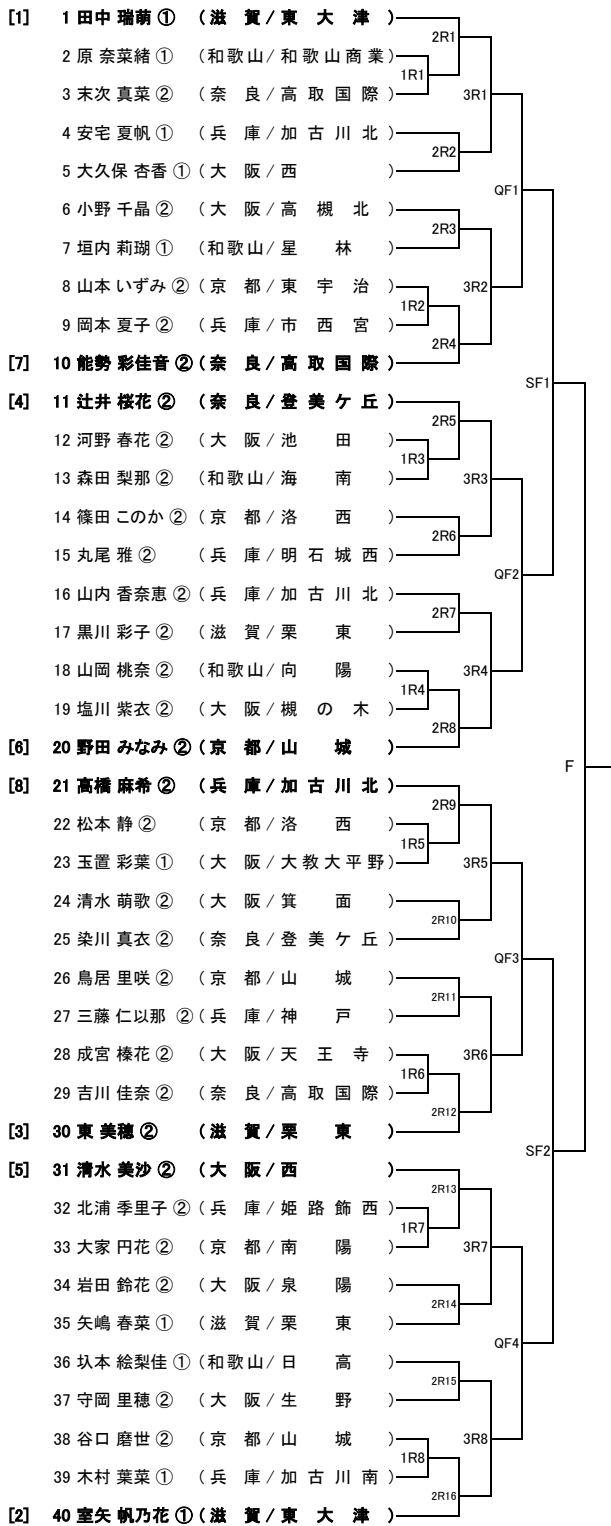 [1] 1 田中 瑞萌 ① (滋 賀/東 大 津)
2 原 奈菜緒 ① (和歌山/和歌山商業)
3 末次 真菜 ② (奈 良/高取国際)
4 安宅 夏帆 ① (兵 庫/加古川北)
5 大久保 杏香 ① (大 阪/西)
6 小野 千晶 ② (大 阪/高 槻 北)
7 垣内 莉瑚 ① (和歌山/星 林)
8 山本 いずみ ② (京 都/東 宇 治)
9 岡本 夏子 ② (兵 庫/市 西 宮)
[7] 10 能勢 彩佳音 ② (奈 良/高取国際)
[4] 11 辻井 桜花 ② (奈 良/登美ケ丘)
12 河野 春花 ② (大 阪/池 田)
13 森田 梨那 ② (和歌山/海 南)
14 篠田 このか ② (京 都/洛 西)
15 丸尾 雅 ② (兵 庫/明石城西)
16 山内 香奈恵 ② (兵 庫/加古川北)
17 黒川 彩子 ② (滋 賀/栗 東)
18 山岡 桃奈 ② (和歌山/向 陽)
19 塩川 紫衣 ② (大 阪/槻 の 木)
[6] 20 野田 みなみ ② (京 都/山 城)
[8] 21 高橋 麻希 ② (兵 庫/加古川北)
22 松本 静 ② (京 都/洛 西)
23 玉置 彩葉 ① (大 阪/大教大平野)
24 清水 萌歌 ② (大 阪/箕 面)
25 染川 真衣 ② (奈 良/登美ケ丘)
26 鳥居 里咲 ② (京 都/山 城)
27 三藤 仁以那 ② (兵 庫/神 戸)
28 成宮 榛花 ② (大 阪/天 王 寺)
29 吉川 佳奈 ② (奈 良/高取国際)
[3] 30 東 美穂 ② (滋 賀/栗 東)
[5] 31 清水 美沙 ② (大 阪/西)
32 北浦 季里子 ② (兵 庫/姫路飾西)
33 大家 円花 ② (京 都/南 陽)
34 岩田 鈴花 ② (大 阪/泉 陽)
35 矢嶋 春菜 ① (滋 賀/栗 東)
36 圦本 絵梨佳 ① (和歌山/日 高)
37 守岡 里穂 ② (大 阪/生 野)
38 谷口 磨世 ② (京 都/山 城)
39 木村 葉菜 ① (兵 庫/加古川南)
[2] 40 室矢 帆乃花 ① (滋 賀/東 大 津)
1R1
1R2
1R3
1R4
1R5
1R6
1R7
1R8
2R1
2R2
2R3
2R4
2R5
2R6
2R7
2R8
2R9
2R10
2R11
2R12
2R13
2R14
2R15
2R16
3R1
3R2
3R3
3R4
3R5
3R6
3R7
3R8
QF1
QF2
QF3
QF4
SF1
SF2
F